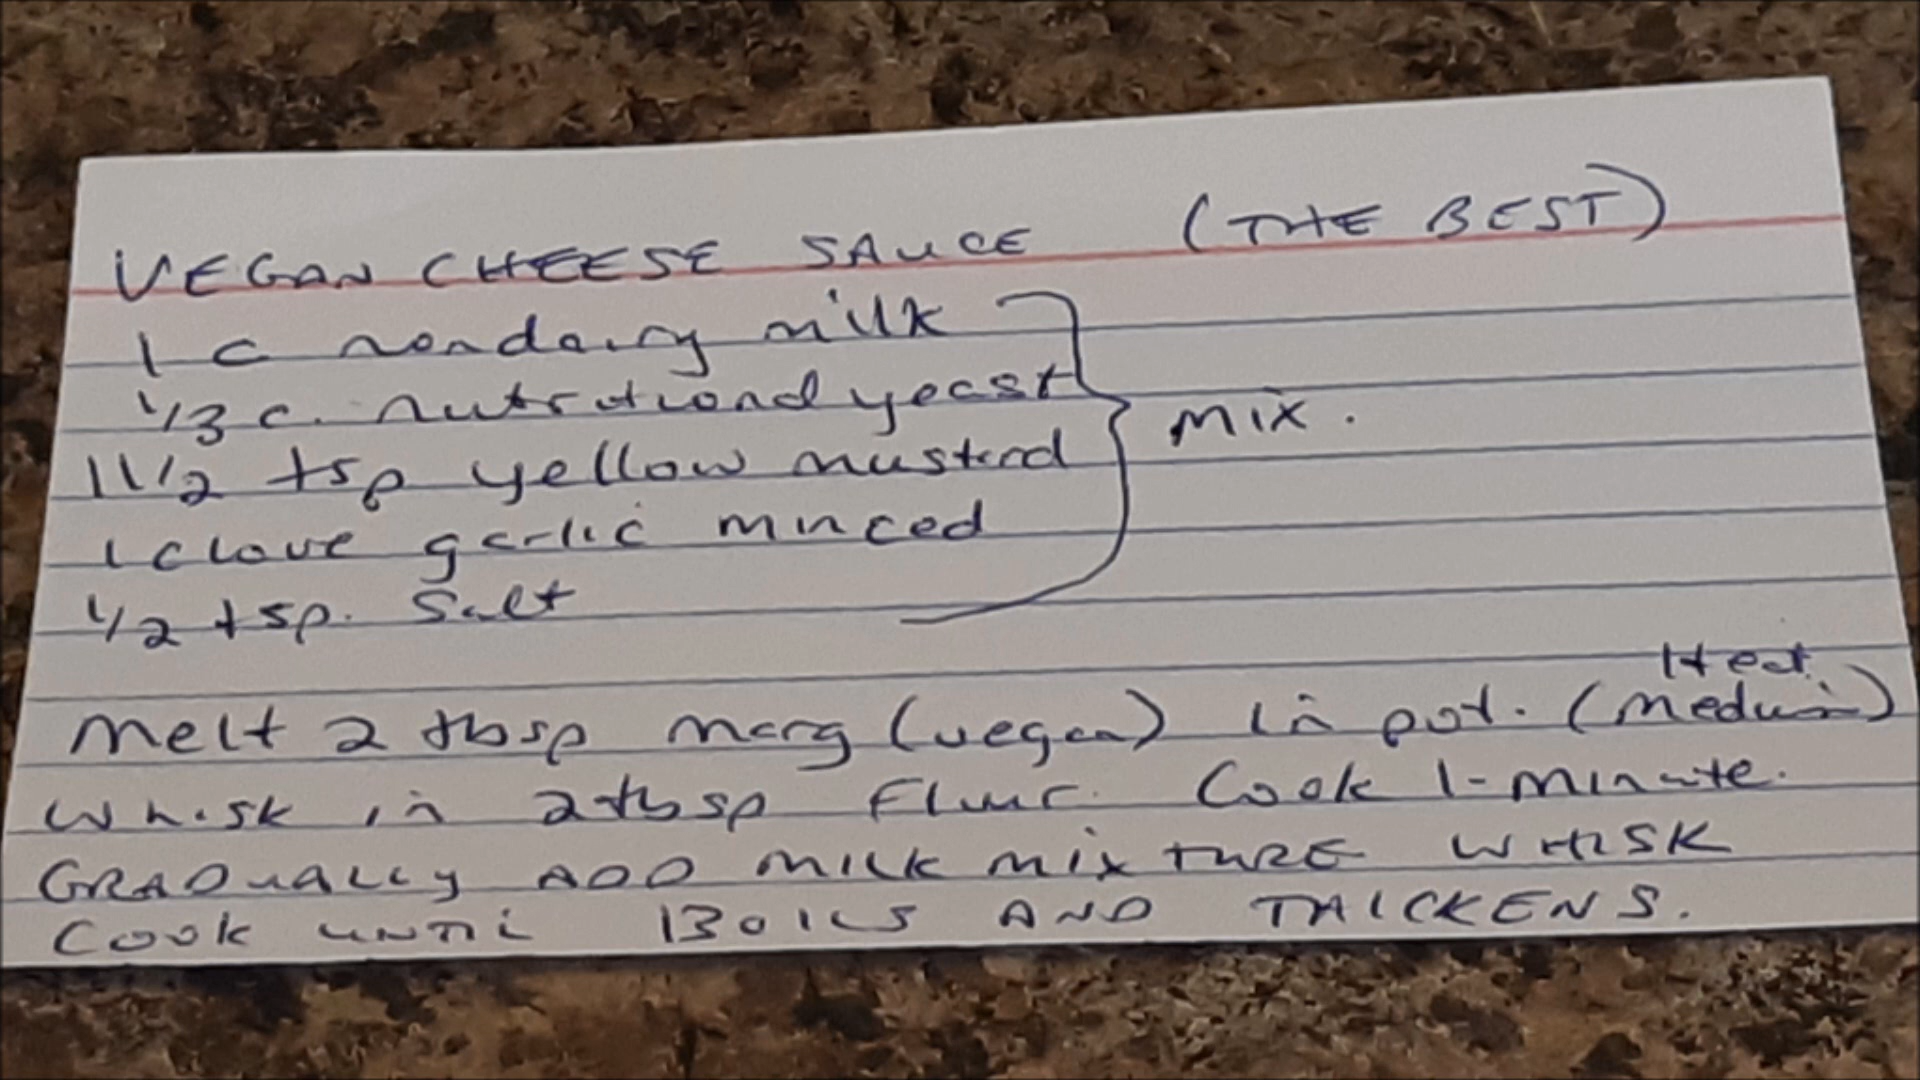 VEGAN CHEESE SAUCE (THE BEST)
1 c nondairy milk
1/3 c. nutritional yeast
1 1/2 tsp yellow mustard
mix.
1 clove garlic minced
1/2 tsp. Salt
Heat
Melt 2 tbsp marg (vegan) in pot. (Medium)
Whisk in 2 tbsp Flour. Cook 1-minute.
GRADUALLY ADD MILK MIXTURE WHISK
COOK UNTIL BOILS AND THICKENS.